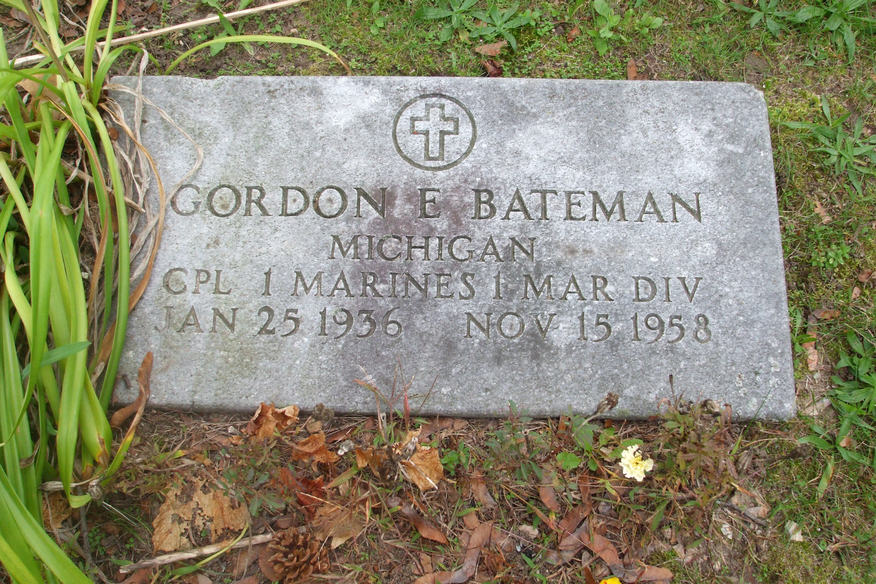 GORDON E BATEMAN
MICHIGAN
CPL 1 MARINES 1 MAR DIV
JAN 25 1936 NOV 15 1958